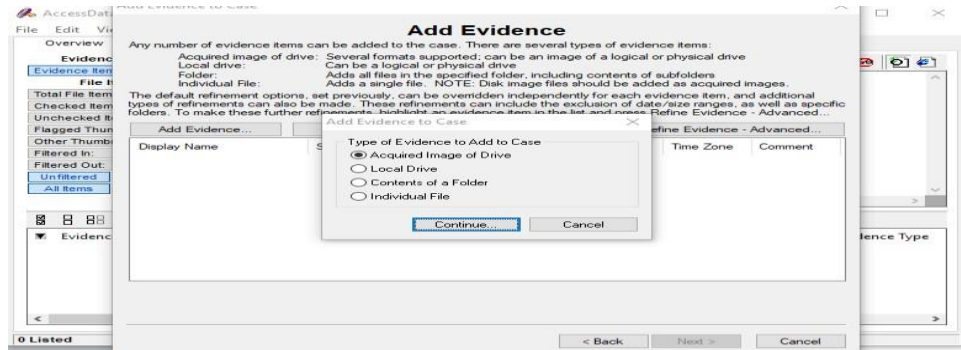 Add Evidence to Case
AccessData
File Edit Vie
Add Evidence
Overview
Any number of evidence items can be added to the case. There are several types of evidence items:
Evidenc
Acquired image of drive: Several formats supported; can be an image of a logical or physical drive
Local drive: Can be a logical or physical drive
Evidence Item
Folder: Adds all files in the specified folder, including contents of subfolders
File It
Individual File: Adds a single file. NOTE: Disk image files should be added as acquired images.
Total File Item
The default refinement options, set previously, can be overridden independently for each evidence item, and additional
Checked Item
types of refinements can also be made. These refinements can include the exclusion of date/size ranges, as well as specific
Unchecked It
folders. To make these further refinements, highlight an evidence item in the list and press Refine Evidence - Advanced...
Flagged Thum
Add Evidence...
efine Evidence - Advanced...
Other Thumb
Display Name
S
Time Zone Comment
Filtered In:
Filtered Out:
Unfiltered
All Items
Add Evidence to Case
Type of Evidence to Add to Case
Acquired Image of Drive
Local Drive
Contents of a Folder
Individual File
Continue... Cancel
Evidenc
dence Type
0 Listed
< Back Next > Cancel